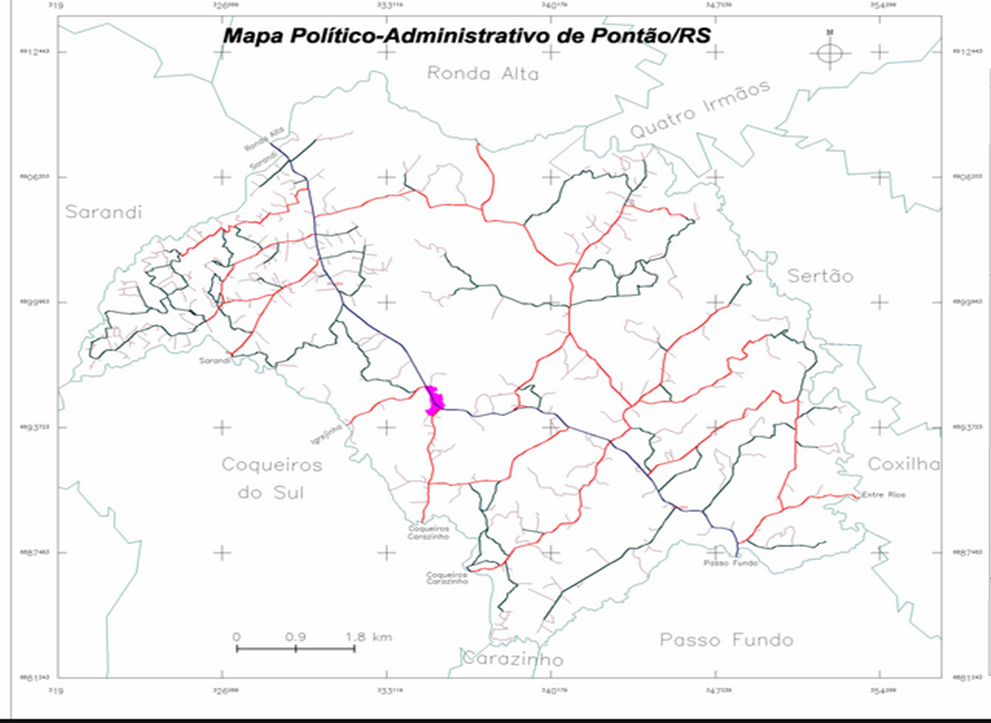 Mapa Político-Administrativo de Pontão/RS
N
Ronda Alta
Quatro Irmãos
Ronda Alta
Sarandi
Sarandi
Sertão
Sarandi
Igrejinha
Coqueiros
do Sul
Coxilha
Entre Rios
Coqueiros
Carazinho
Passo Fundo
Coqueiros
Carazinho
0 0.9 1.8 km
Passo Fundo
Carazinho